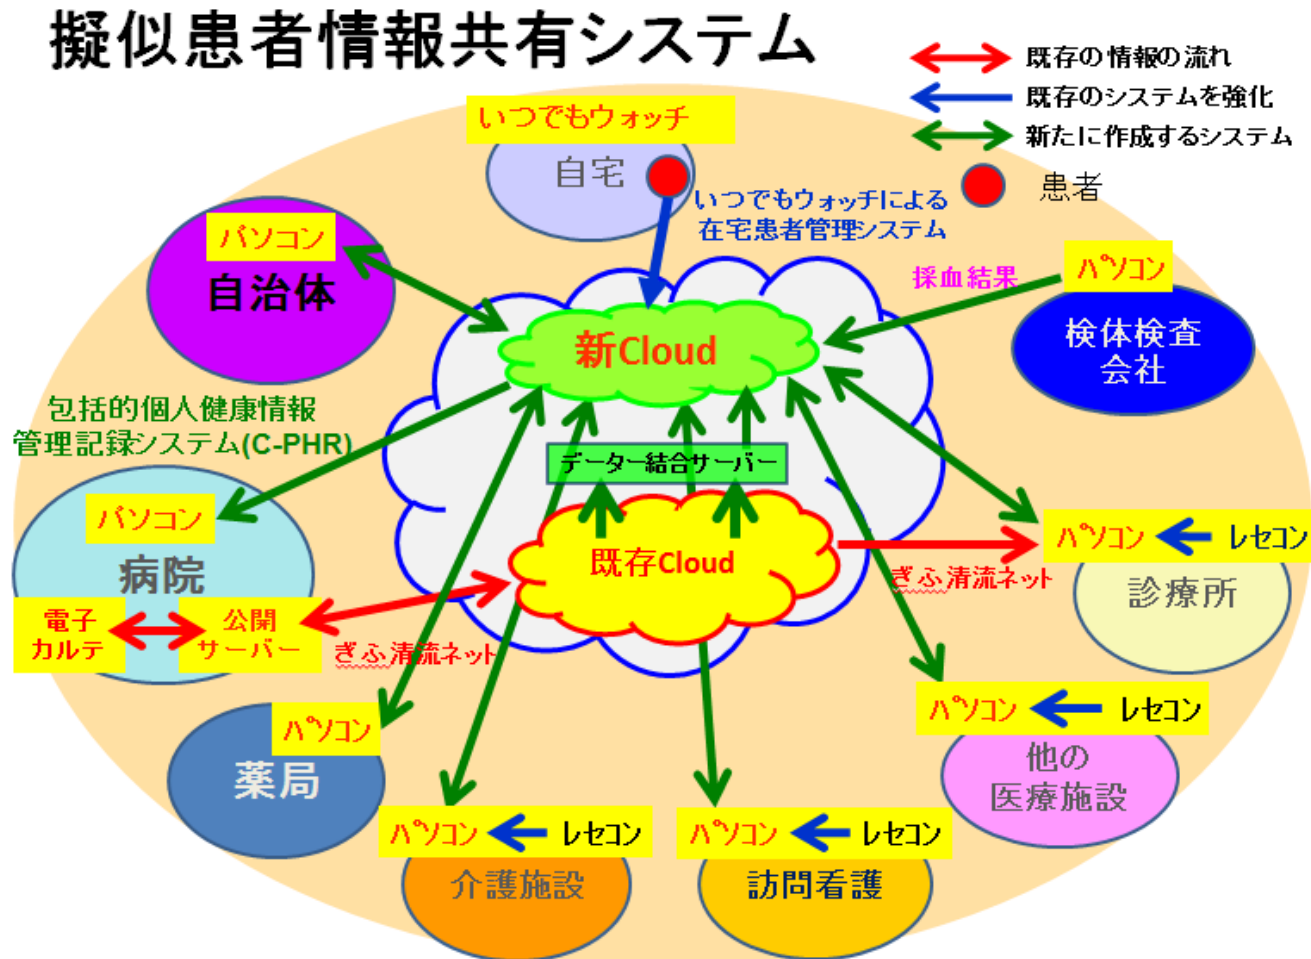 擬似患者情報共有システム
既存の情報の流れ
既存のシステムを強化
新たに作成するシステム
患者
いつでもウォッチ
自宅
いつでもウォッチによる
在宅患者管理システム
パソコン
自治体
採血結果
パソコン
検体検査
会社
新Cloud
包括的個人健康情報
管理記録システム(C-PHR)
データー結合サーバー
パソコン
病院
電子
カルテ
公開
サーバー
ぎふ清流ネット
既存Cloud
ぎふ清流ネット
パソコン
レセコン
診療所
パソコン
薬局
パソコン
レセコン
他の
医療施設
パソコン
レセコン
介護施設
パソコン
レセコン
訪問看護